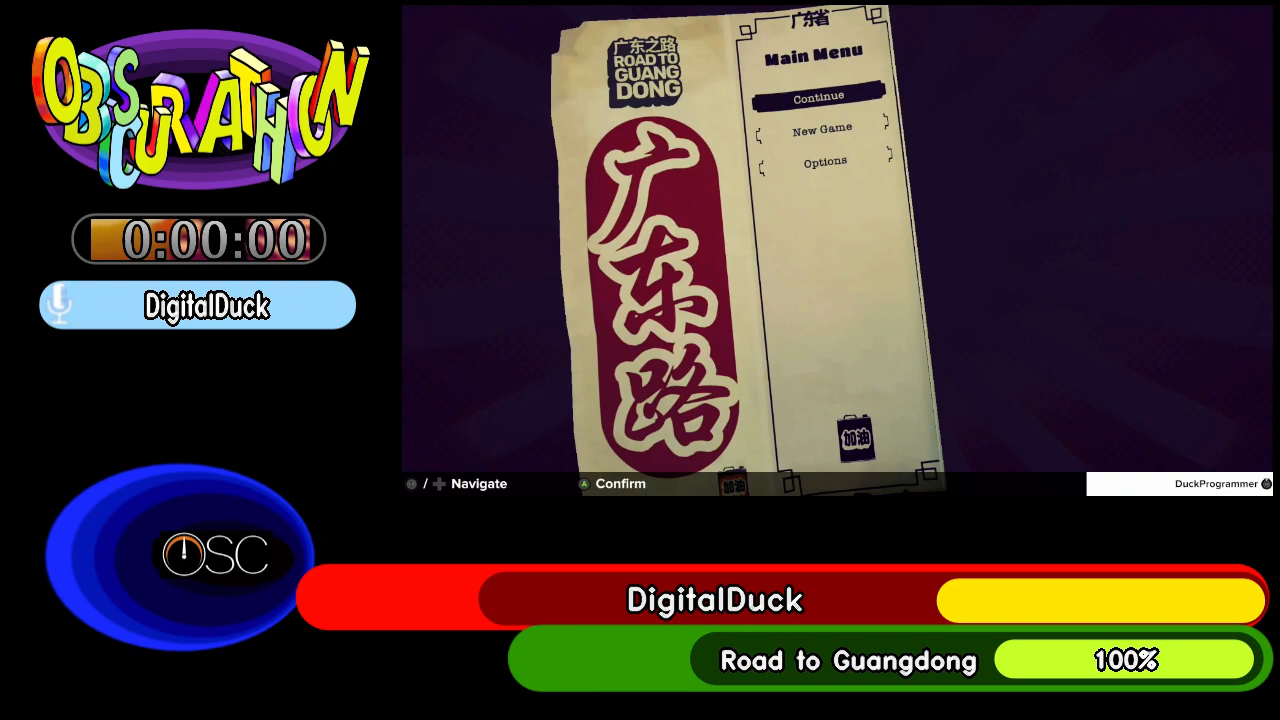 OBSCURATHON
0:00:00
DigitalDuck
广东之路
ROAD TO
GUANG
DONG
广东路
广东省
Main Menu
Continue
New Game
Options
加油
加油
/ Navigate
A Confirm
DuckProgrammer
OSC
DigitalDuck
Road to Guangdong
100%